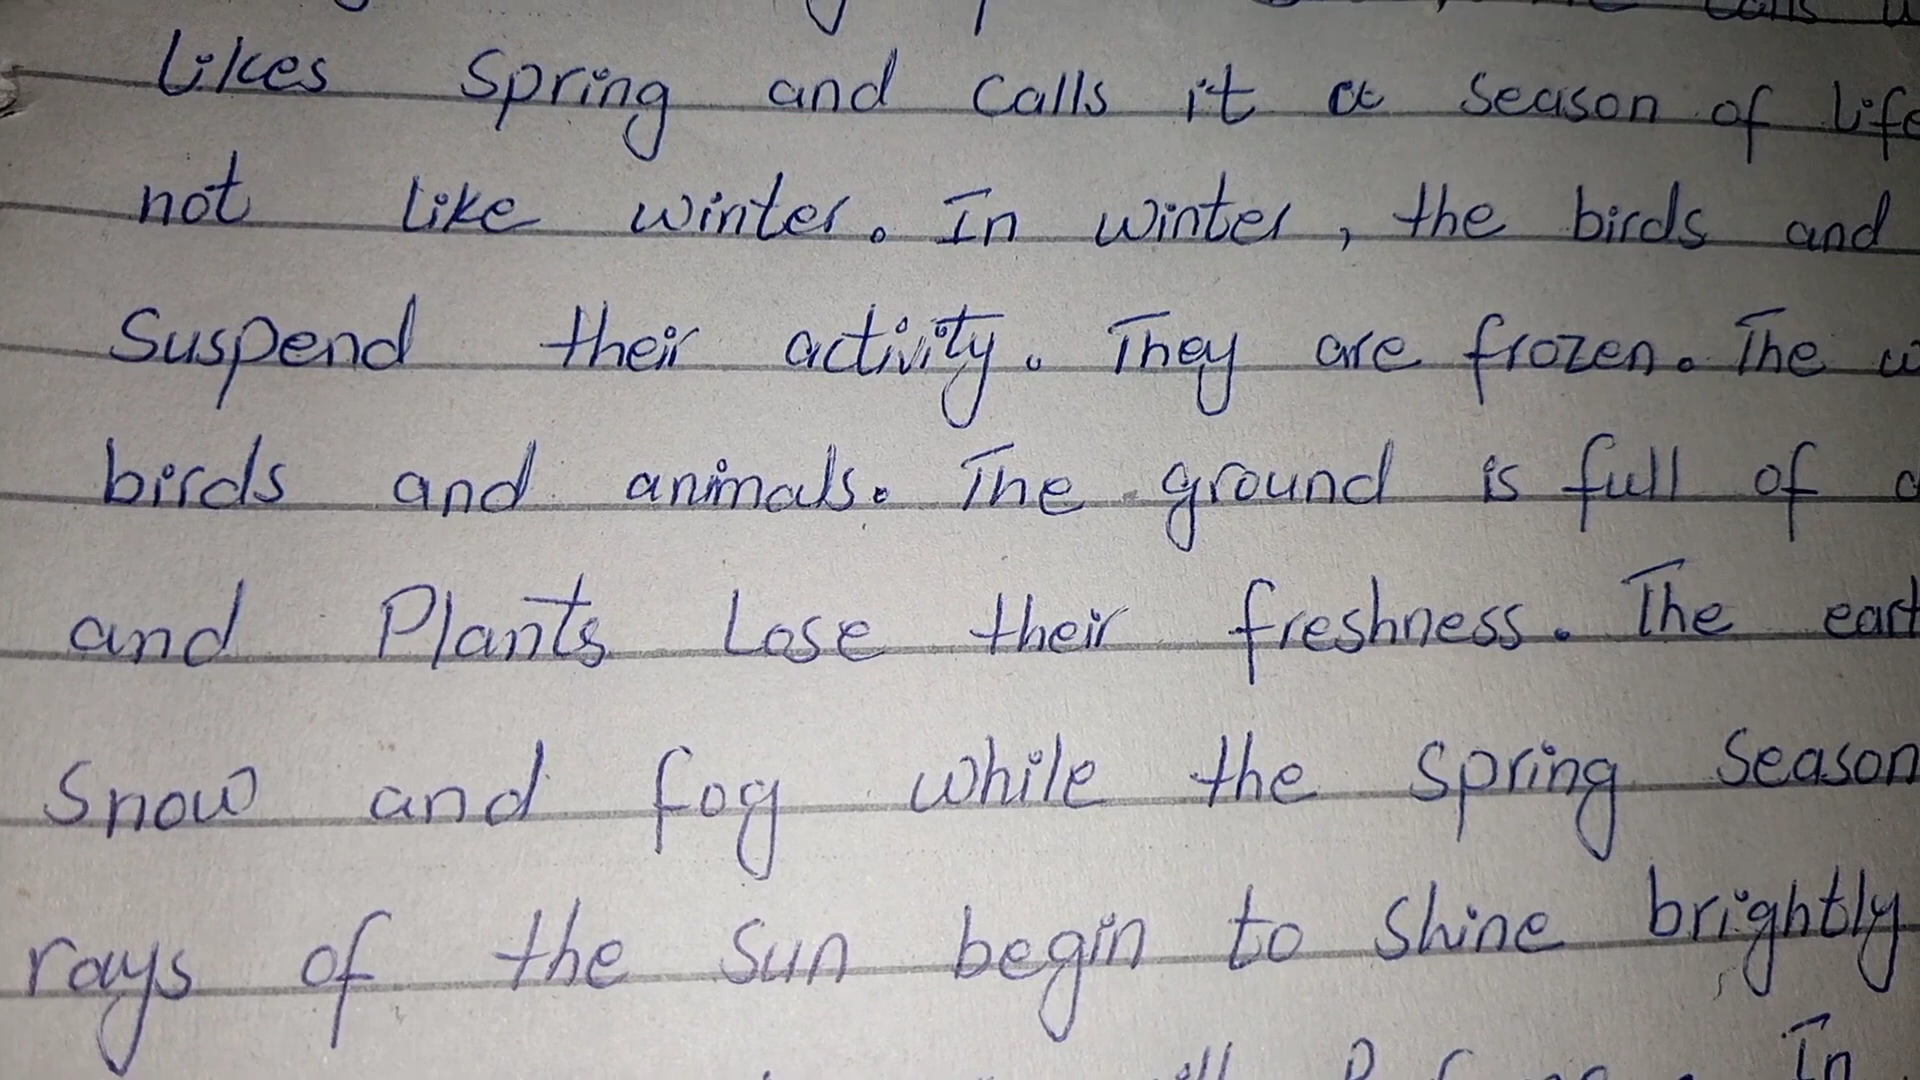 likes spring and calls it a season of life
not like winter. In winter, the birds and
Suspend their activity. They are frozen. The
birds and animals. The ground is full of
and Plants Lose their freshness. The
Snow and fog while the spring season
rays of the sun begin to shine brightly
In